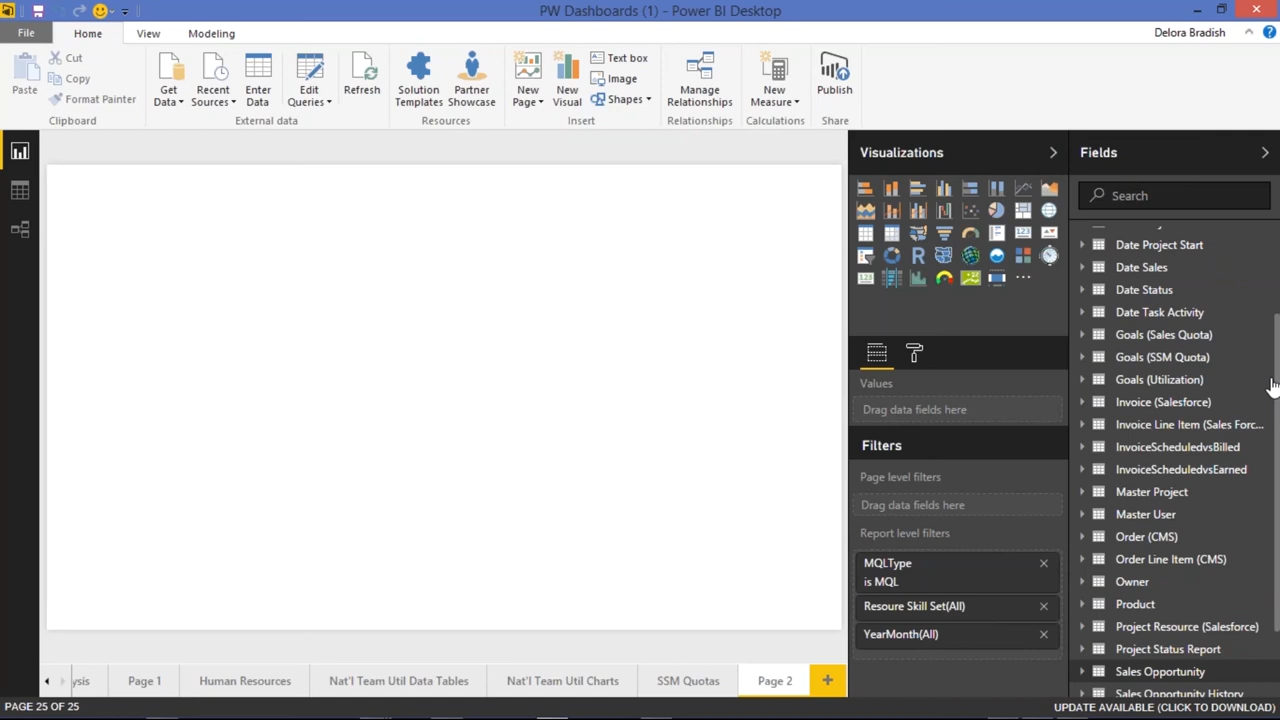 PW Dashboards (1) - Power BI Desktop
File Home View Modeling Delora Bradish
Paste Cut Copy Format Painter
Clipboard
Get Data Recent Sources Enter Data Edit Queries Refresh
External data
Solution Templates Partner Showcase
Resources
New Page New Visual Text box Image Shapes
Insert
Manage Relationships
Relationships
New Measure
Calculations
Publish
Share
Visualizations
Values
Drag data fields here
Filters
Page level filters
Drag data fields here
Report level filters
MQLType
is MQL
Resoure Skill Set(All)
YearMonth(All)
Fields
Search
Date Project Start
Date Sales
Date Status
Date Task Activity
Goals (Sales Quota)
Goals (SSM Quota)
Goals (Utilization)
Invoice (Salesforce)
Invoice Line Item (Sales Forc...
InvoiceScheduledvsBilled
InvoiceScheduledvsEarned
Master Project
Master User
Order (CMS)
Order Line Item (CMS)
Owner
Product
Project Resource (Salesforce)
Project Status Report
Sales Opportunity
Sales Opportunity History
ysis Page 1 Human Resources Nat'l Team Util Data Tables Nat'l Team Util Charts SSM Quotas Page 2
PAGE 25 OF 25 UPDATE AVAILABLE (CLICK TO DOWNLOAD)